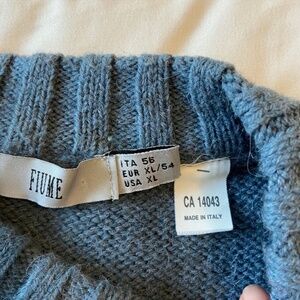 FIUME
ITA 56
EUR XL/54
USA XL
CA 14043
MADE IN ITALY